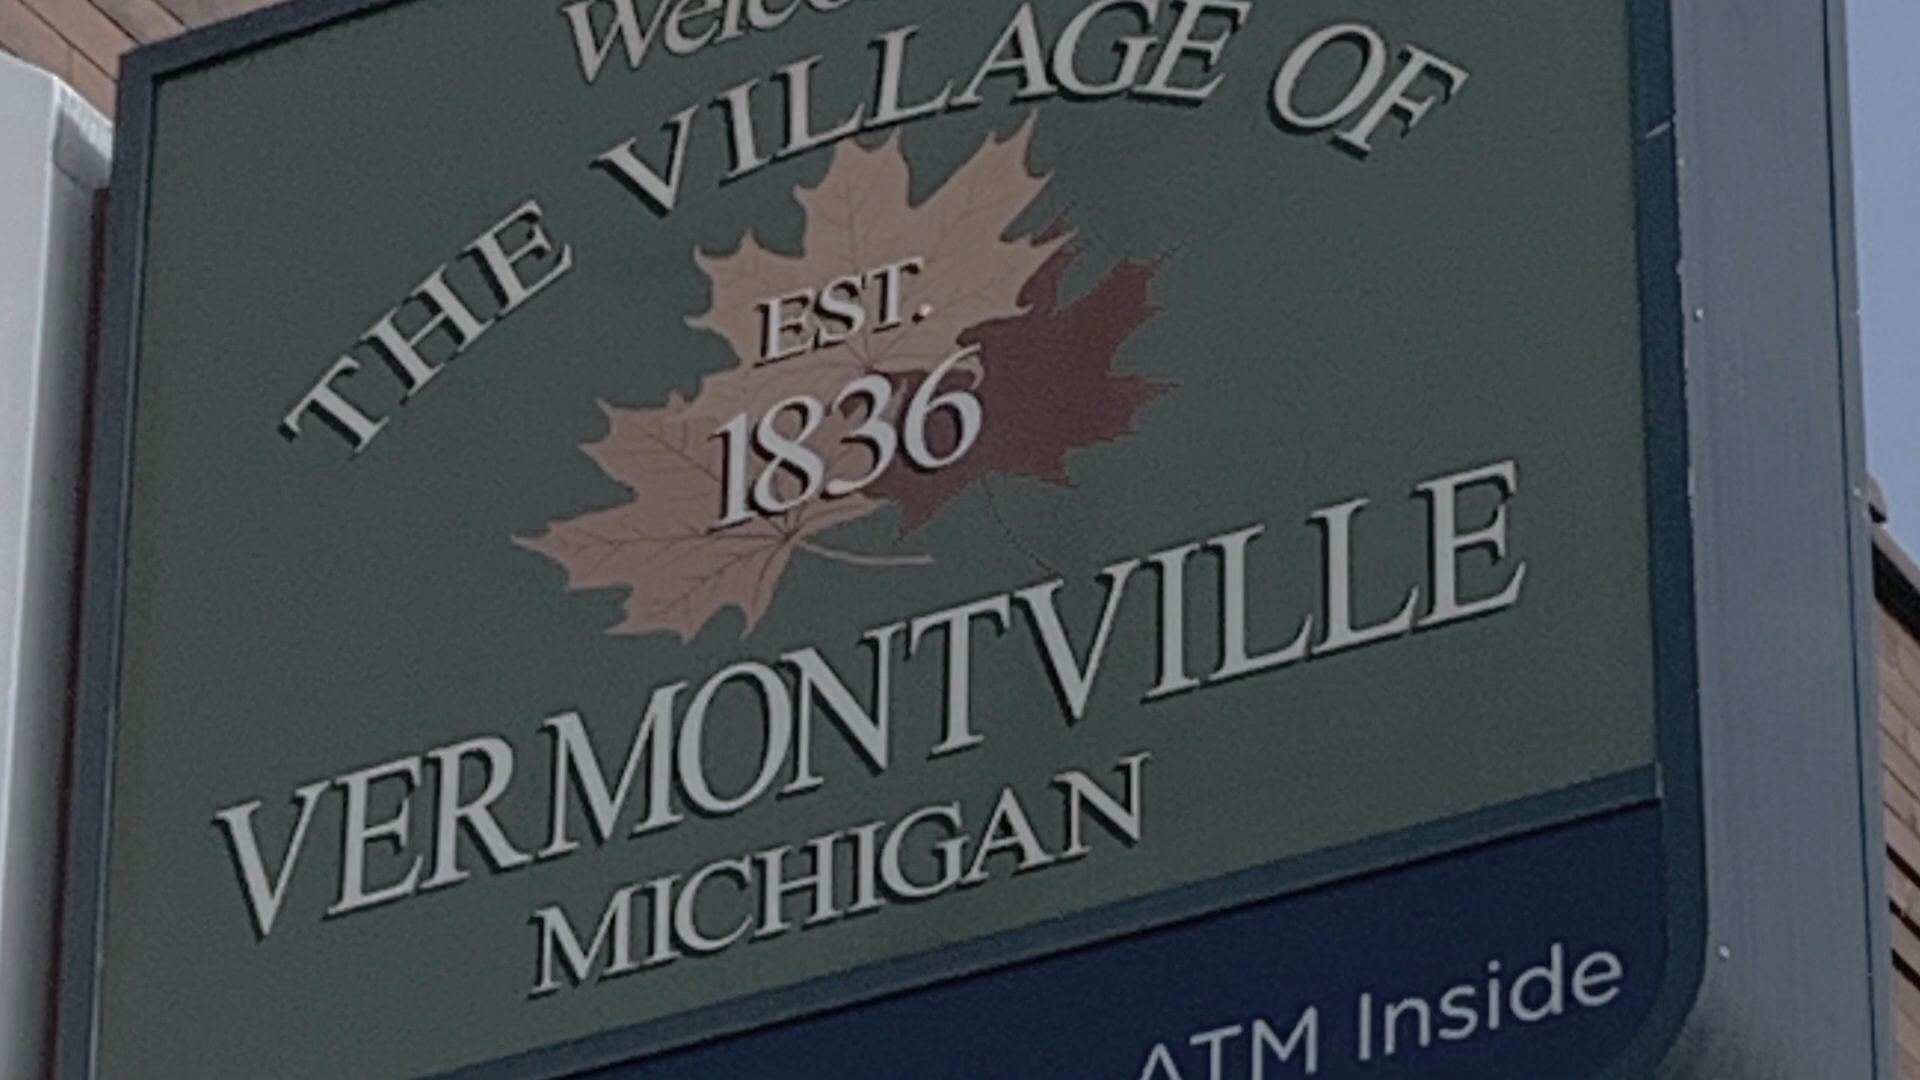 THE VILLAGE OF
EST.
1836
VERMONTVILLE
MICHIGAN
ATM Inside